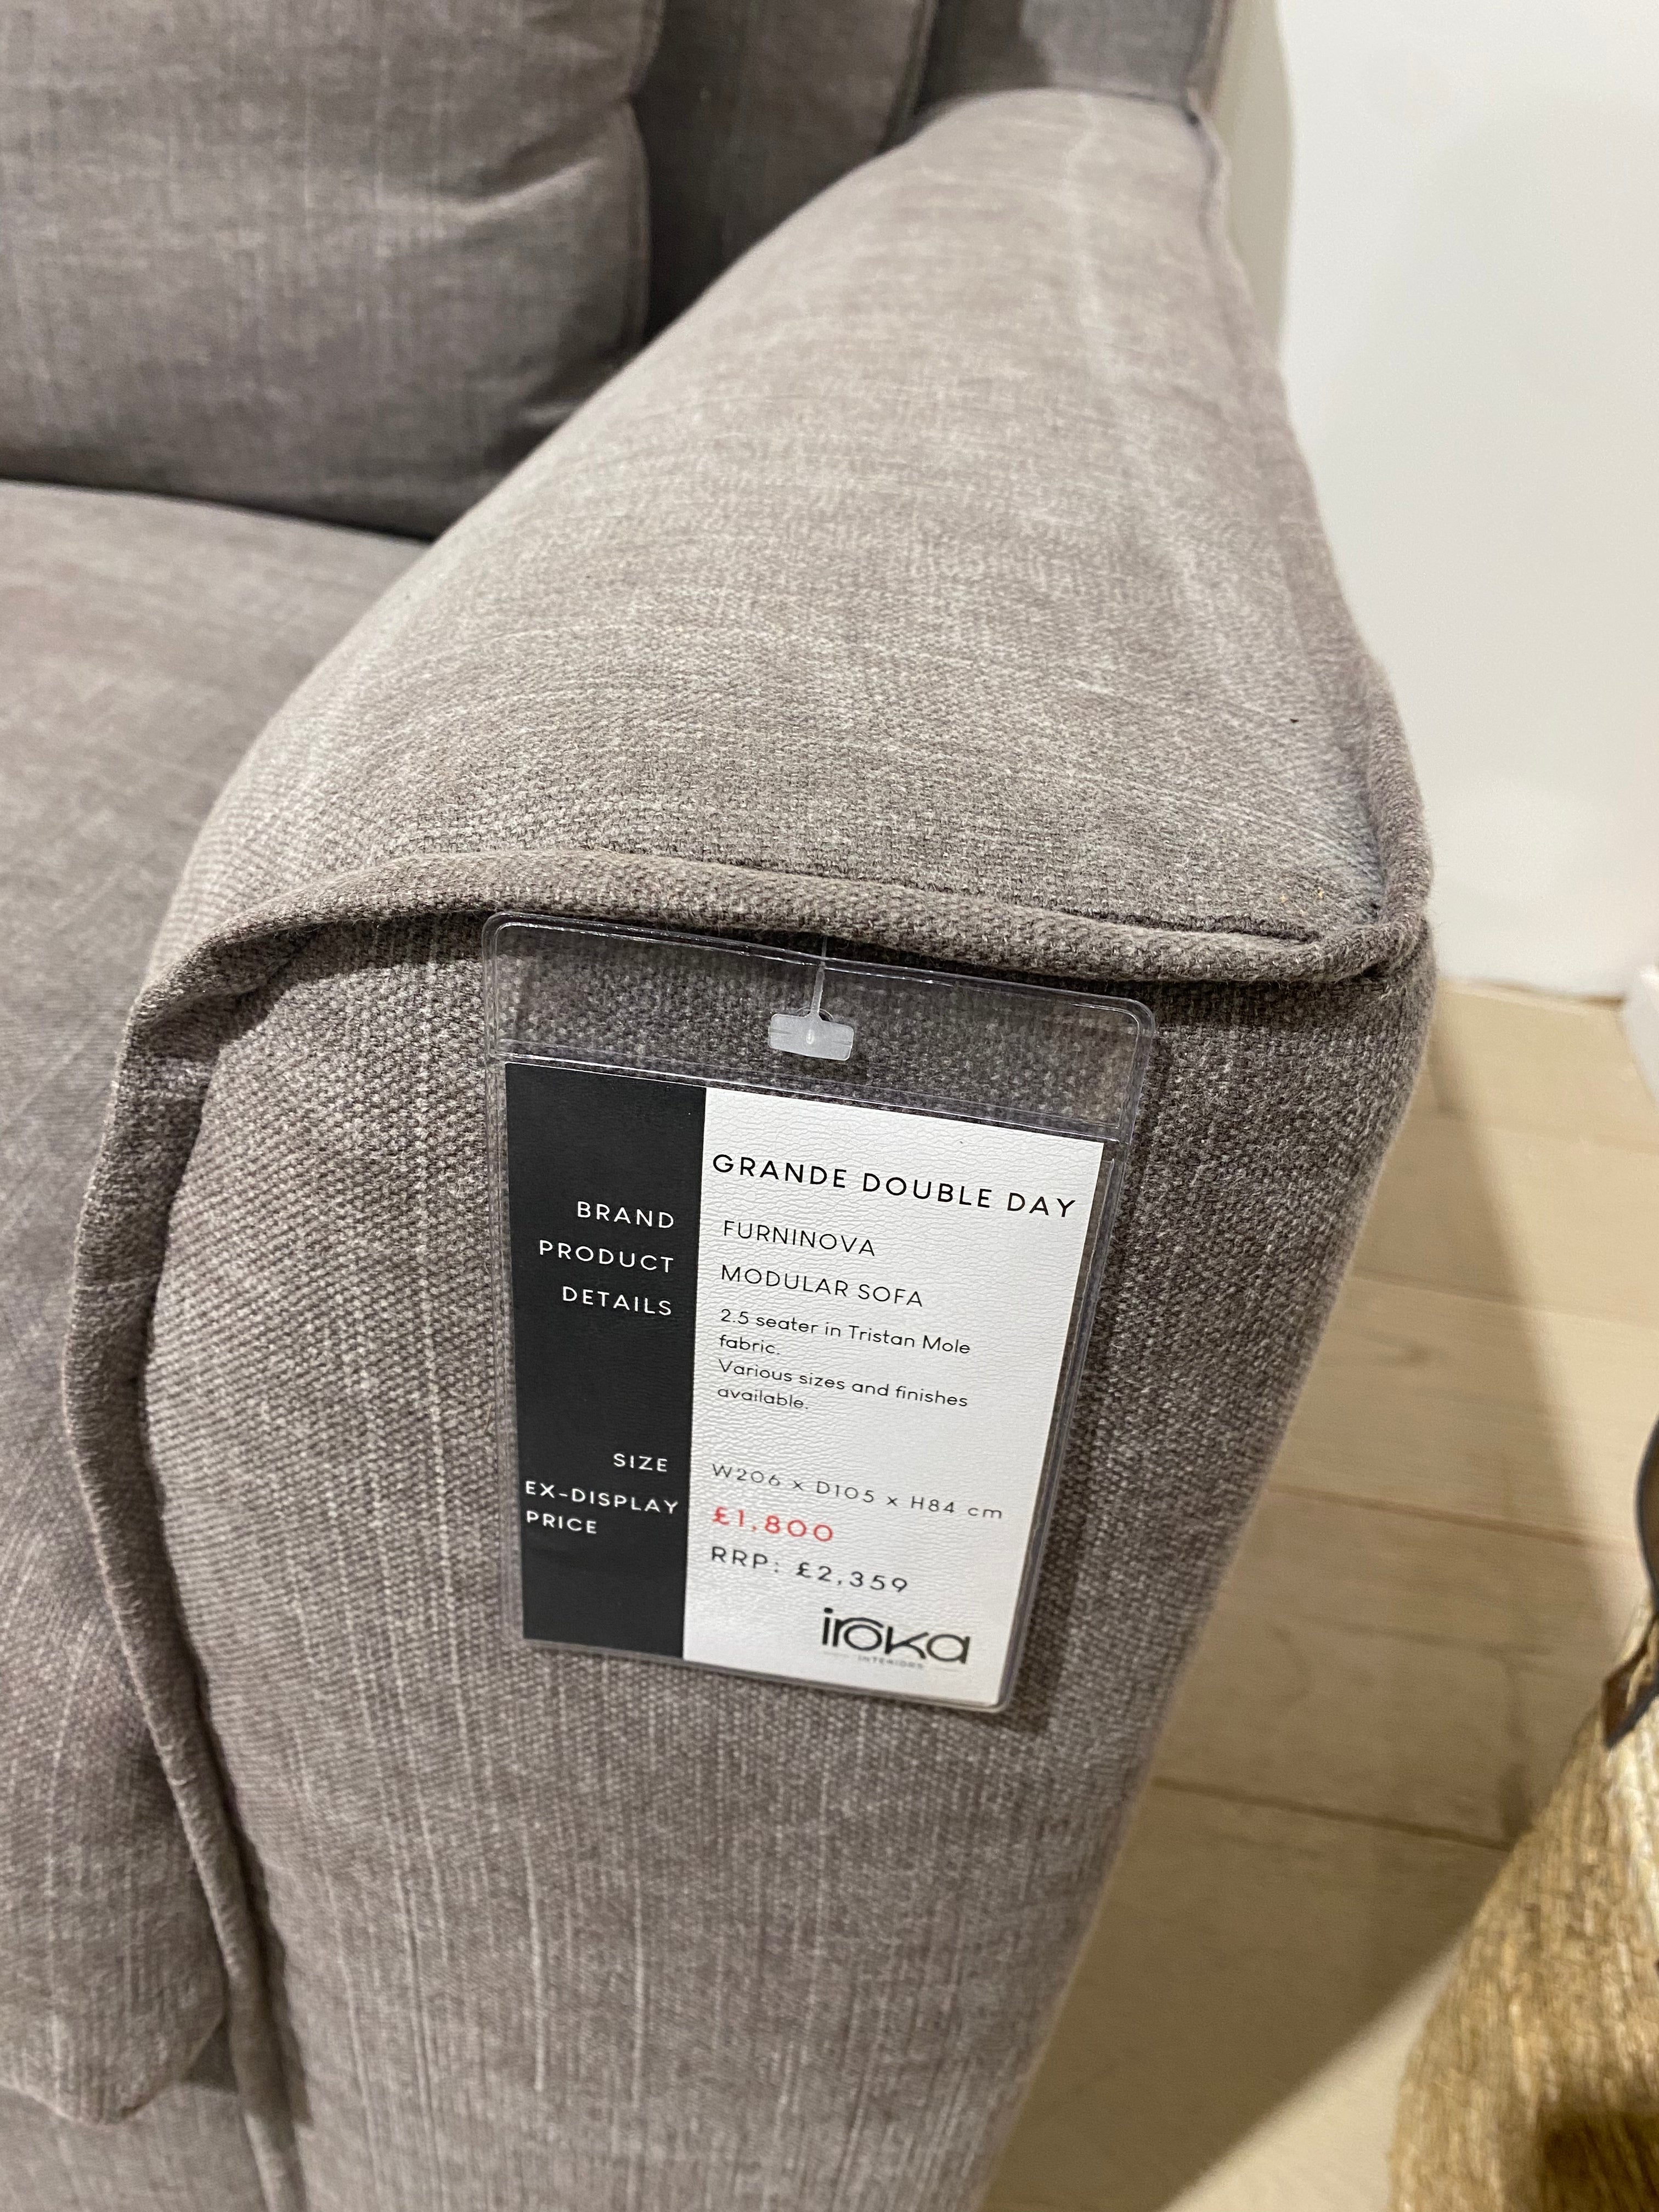 GRANDE DOUBLE DAY
BRAND FURNINOVA
PRODUCT MODULAR SOFA
DETAILS 2.5 seater in Tristan Mole
fabric.
Various sizes and finishes
available.
SIZE W206 x D105 x H84 cm
EX-DISPLAY £1,800
PRICE RRP: £2,359
iroka
INTERIORS